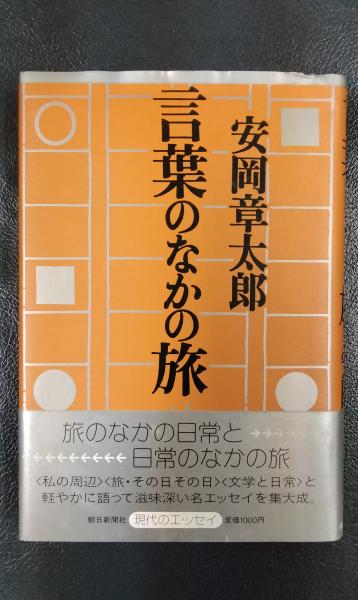 安岡章太郎
言葉のなかの旅
旅のなかの日常と
日常のなかの旅
〈私の周辺〉〈旅・その日その日〉〈文学と日常〉と
軽やかに語って滋味深い名エッセイを集大成。
朝日新聞社 現代のエッセイ 定価1000円